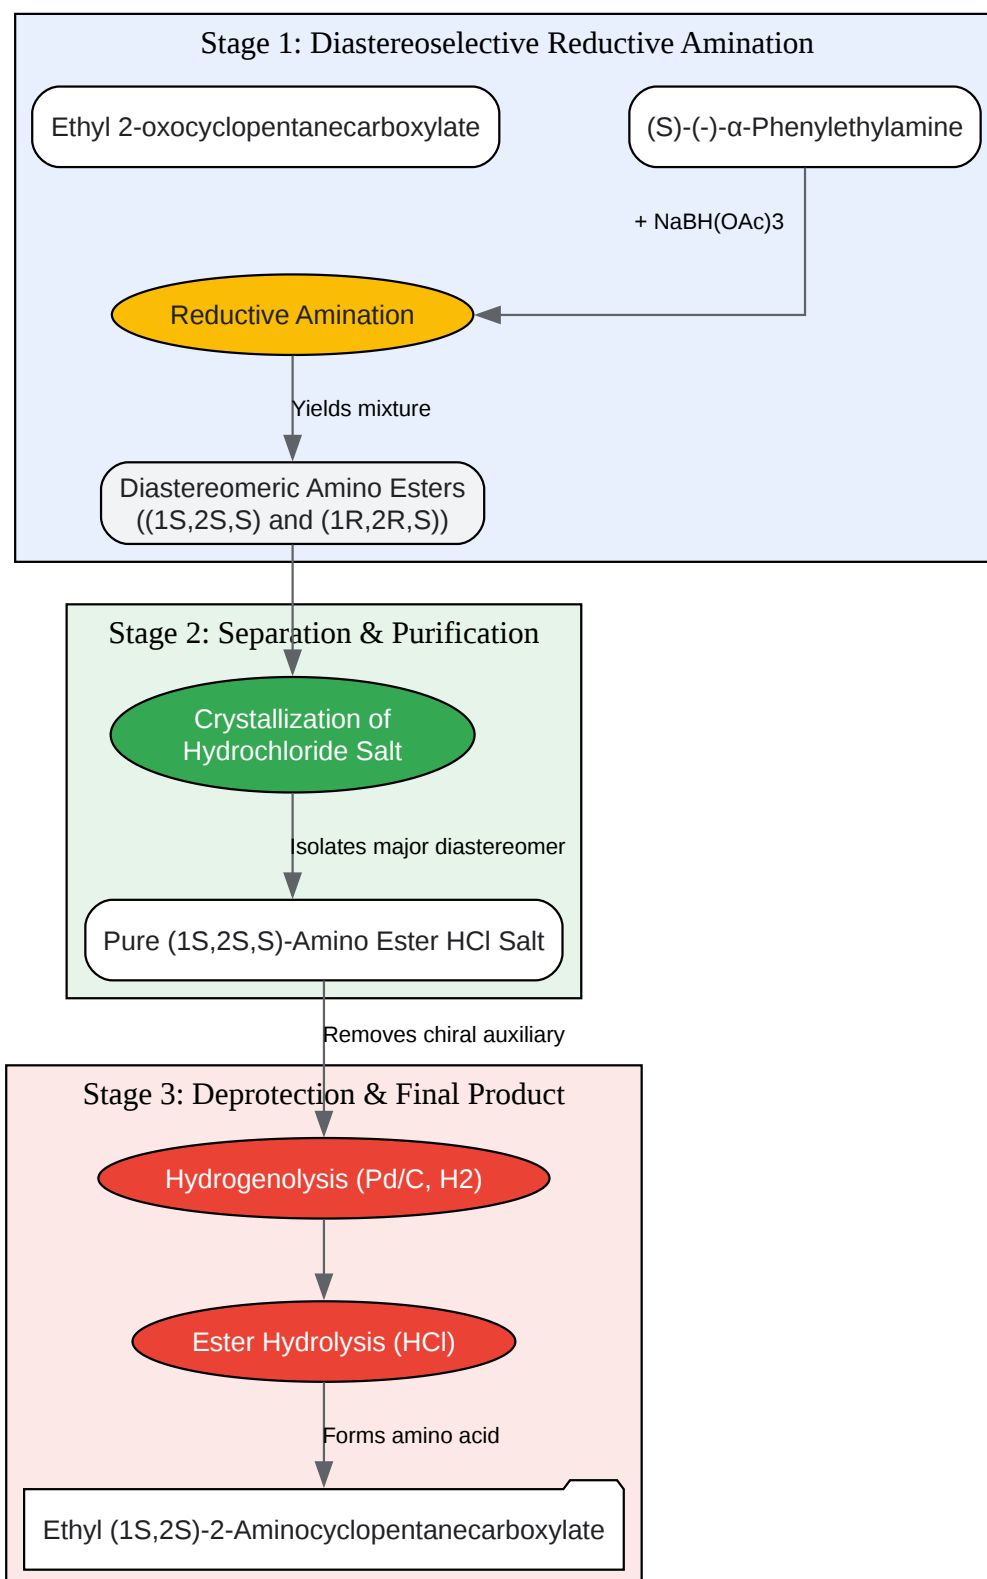 Stage 1: Diastereoselective Reductive Amination
Ethyl 2-oxocyclopentanecarboxylate
(S)-(-)-α-Phenylethylamine
+ NaBH(OAc)3
Reductive Amination
Yields mixture
Diastereomeric Amino Esters
((1S,2S,S) and (1R,2R,S))
Stage 2: Separation & Purification
Crystallization of
Hydrochloride Salt
Isolates major diastereomer
Pure (1S,2S,S)-Amino Ester HCl Salt
Removes chiral auxiliary
Stage 3: Deprotection & Final Product
Hydrogenolysis (Pd/C, H2)
Ester Hydrolysis (HCl)
Forms amino acid
Ethyl (1S,2S)-2-Aminocyclopentanecarboxylate